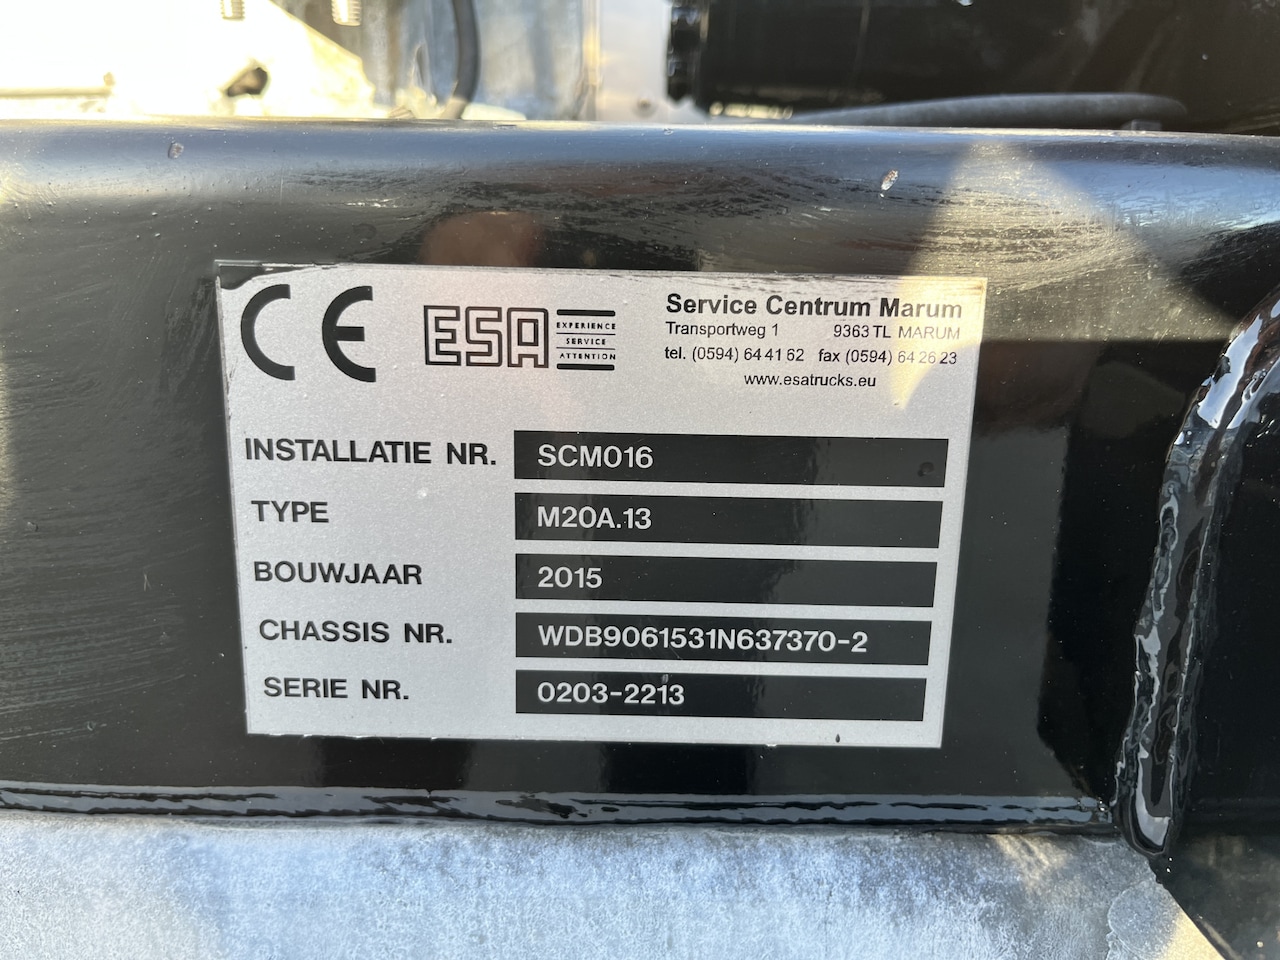 CE
ESA
EXPERIENCE
SERVICE
ATTENTION
Service Centrum Marum
Transportweg 1 9363 TL MARUM
tel. (0594) 64 41 62 fax (0594) 64 26 23
www.esatrucks.eu
INSTALLATIE NR. SCM016
TYPE M20A.13
BOUWJAAR 2015
CHASSIS NR. WDB9061531N637370-2
SERIE NR. 0203-2213